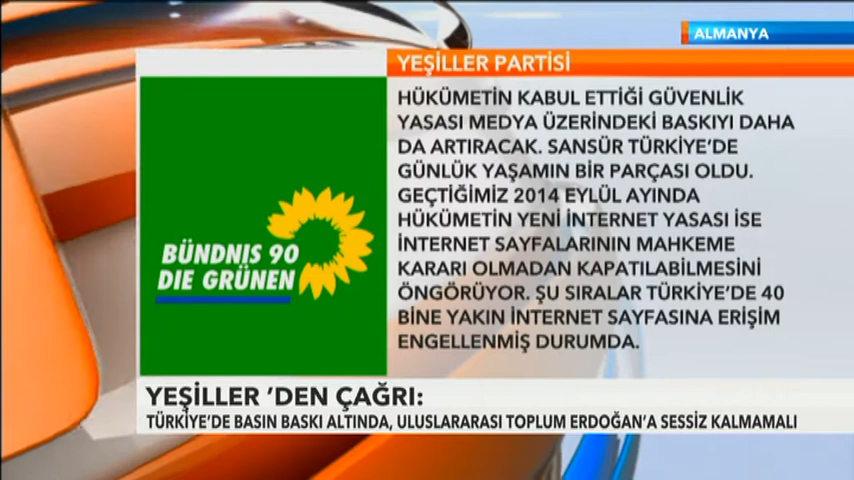 ALMANYA
YEŞİLLER PARTİSİ
HÜKÜMETİN KABUL ETTİĞİ GÜVENLİK
YASASI MEDYA ÜZERİNDEKİ BASKIYI DAHA
DA ARTIRACAK. SANSÜR TÜRKİYE'DE
GÜNLÜK YAŞAMIN BİR PARÇASI OLDU.
GEÇTİĞİMİZ 2014 EYLÜL AYINDA
HÜKÜMETİN YENİ İNTERNET YASASI İSE
İNTERNET SAYFALARININ MAHKEME
KARARI OLMADAN KAPATILABİLMESİNİ
ÖNGÖRÜYOR. ŞU SIRALAR TÜRKİYE'DE 40
BİNE YAKIN İNTERNET SAYFASINA ERİŞİM
ENGELLENMİŞ DURUMDA.
BÜNDNIS 90
DIE GRÜNEN
YEŞİLLER 'DEN ÇAĞRI:
TÜRKİYE'DE BASIN BASKI ALTINDA, ULUSLARARASI TOPLUM ERDOĞAN'A SESSİZ KALMAMALI